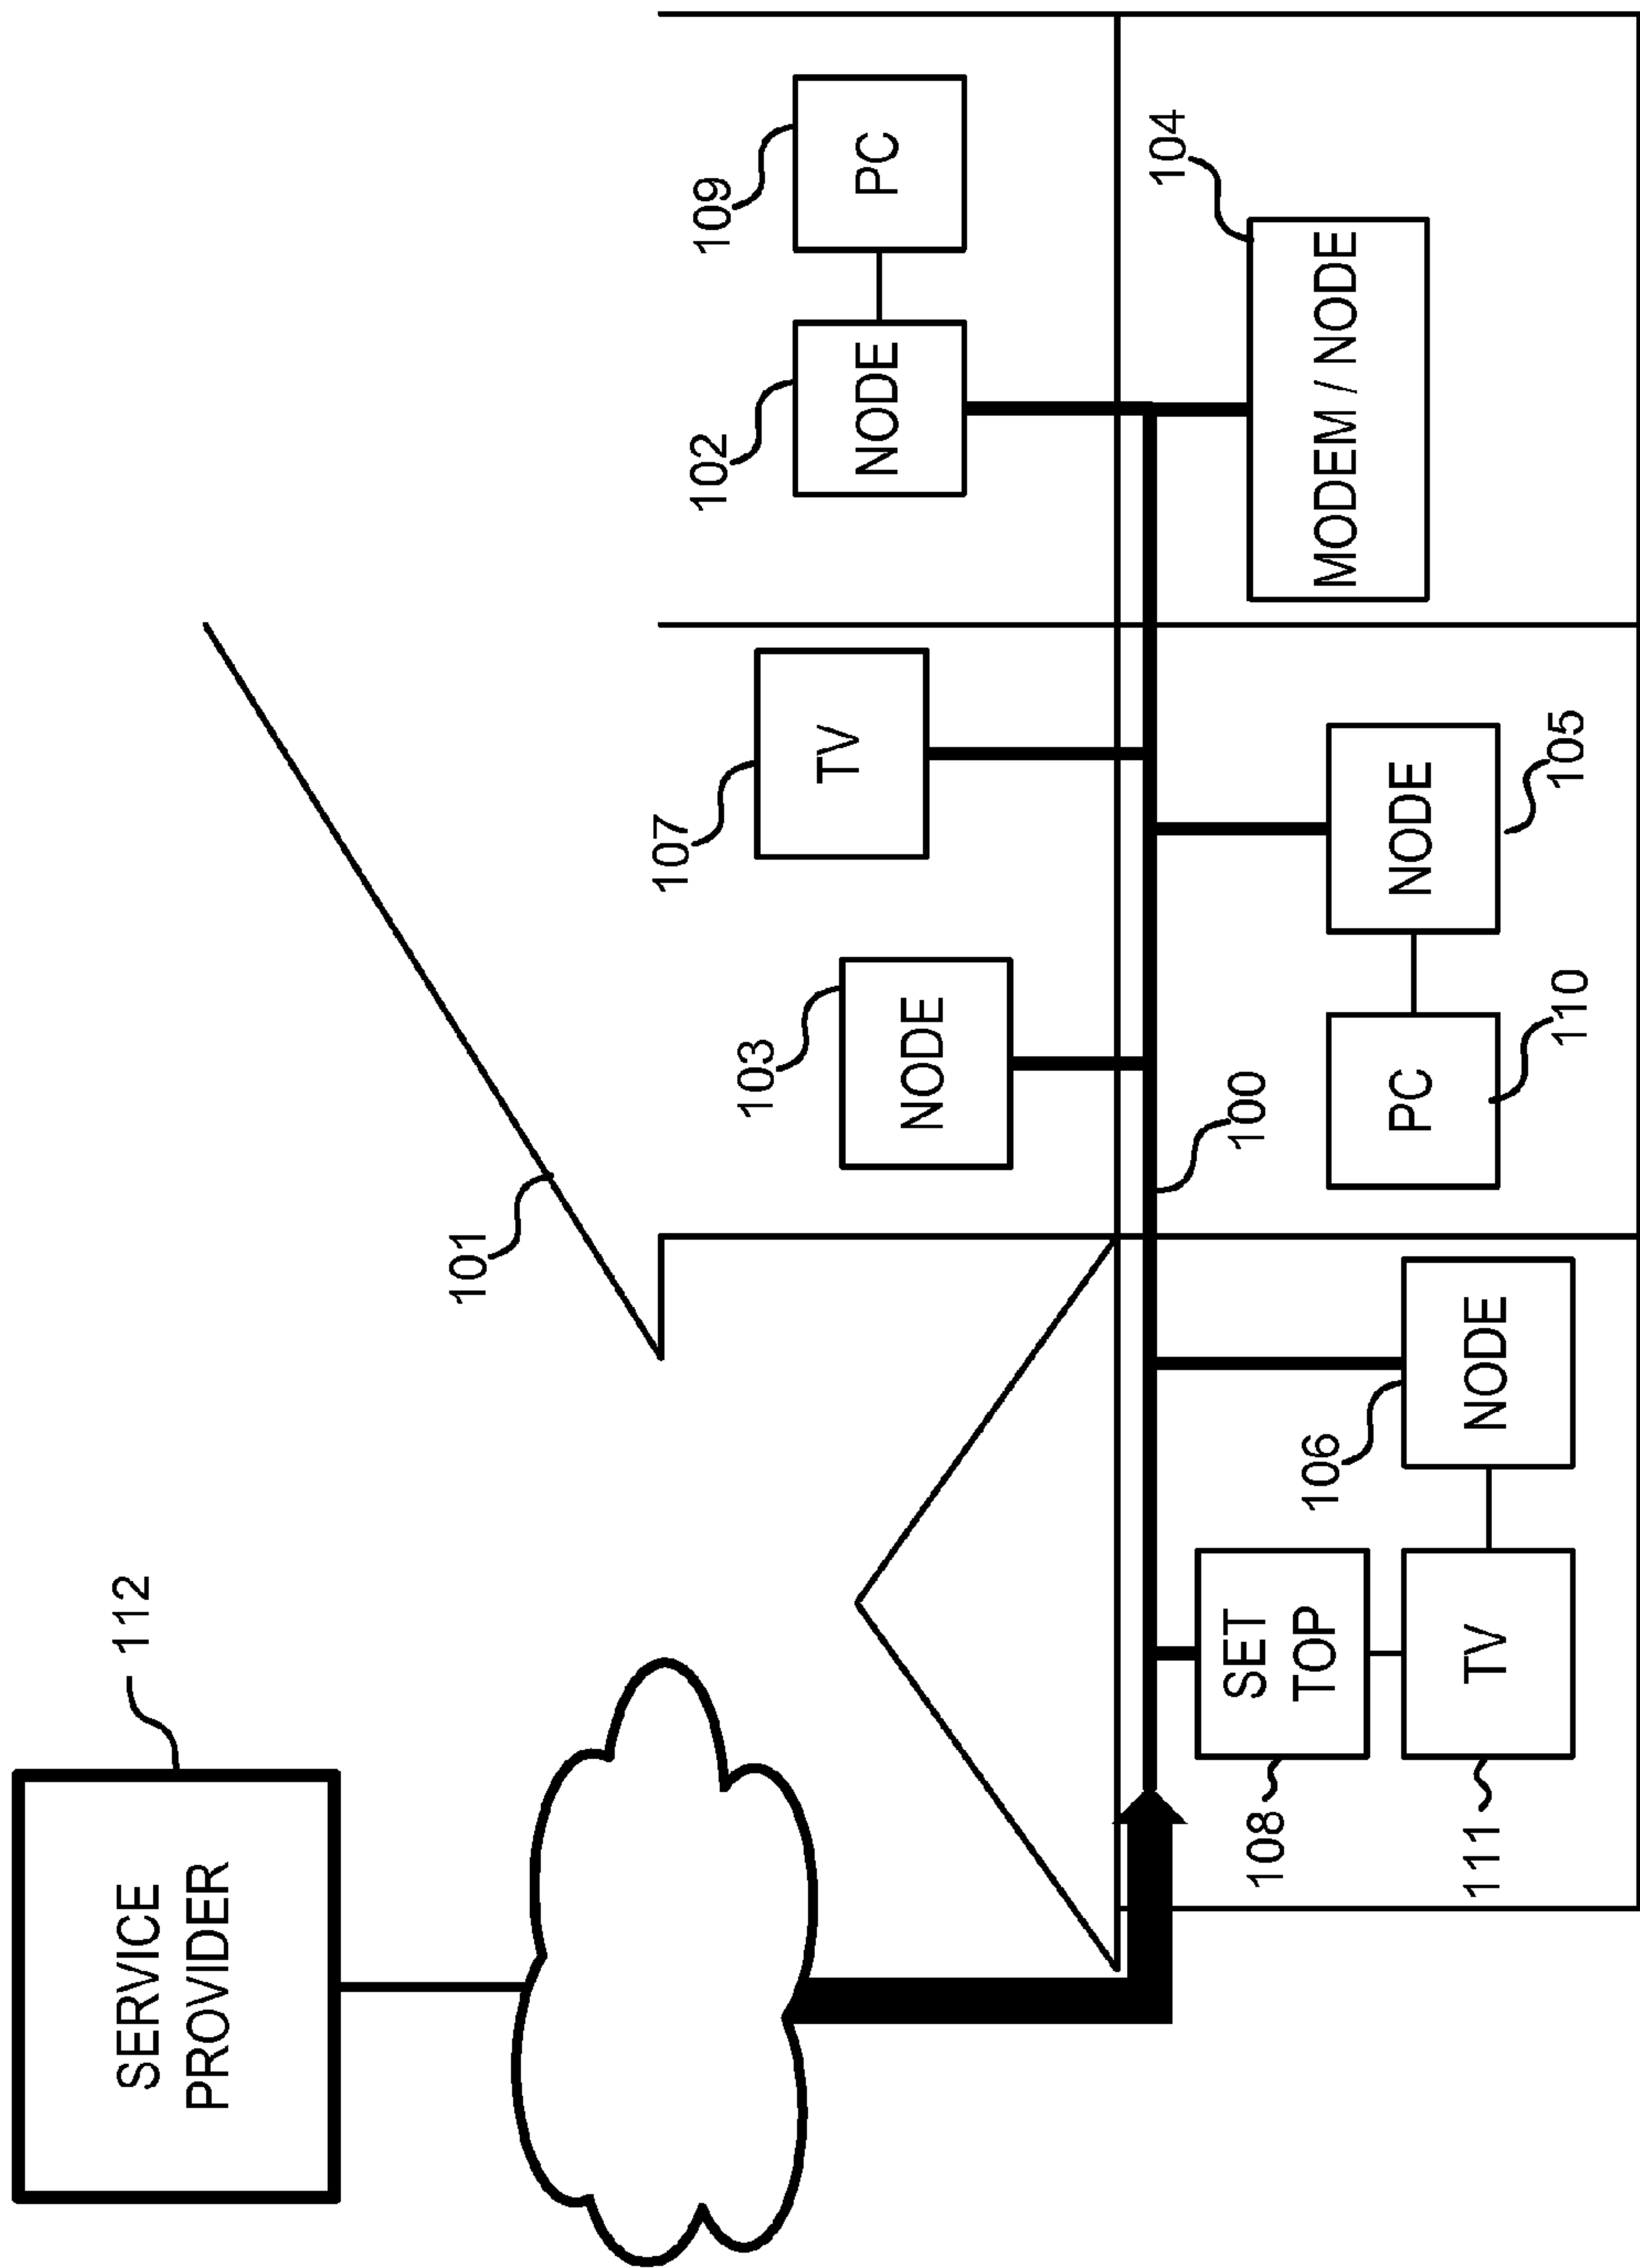 SERVICE
PROVIDER
112
101
103
NODE
107
TV
102
NODE
109
PC
100
108
SET
TOP
111
TV
106
NODE
PC
110
NODE
105
MODEM / NODE
104